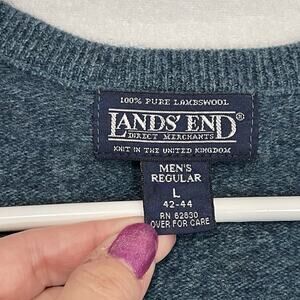 100% PURE LAMBSWOOL
LANDS' END®
DIRECT MERCHANTS
KNIT IN THE UNITED KINGDOM
MEN'S
REGULAR
L
42-44
RN 62830
OVER FOR CARE